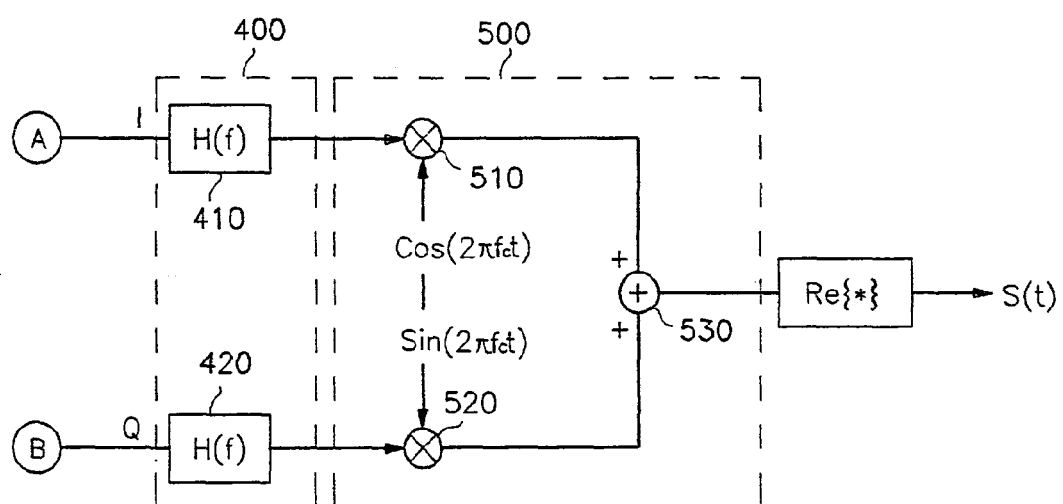 400
500
A
I
H(f)
410
510
Cos(2πfct)
+
+
Re{*}
S(t)
530
+
Sin(2πfct)
420
520
B
Q
H(f)